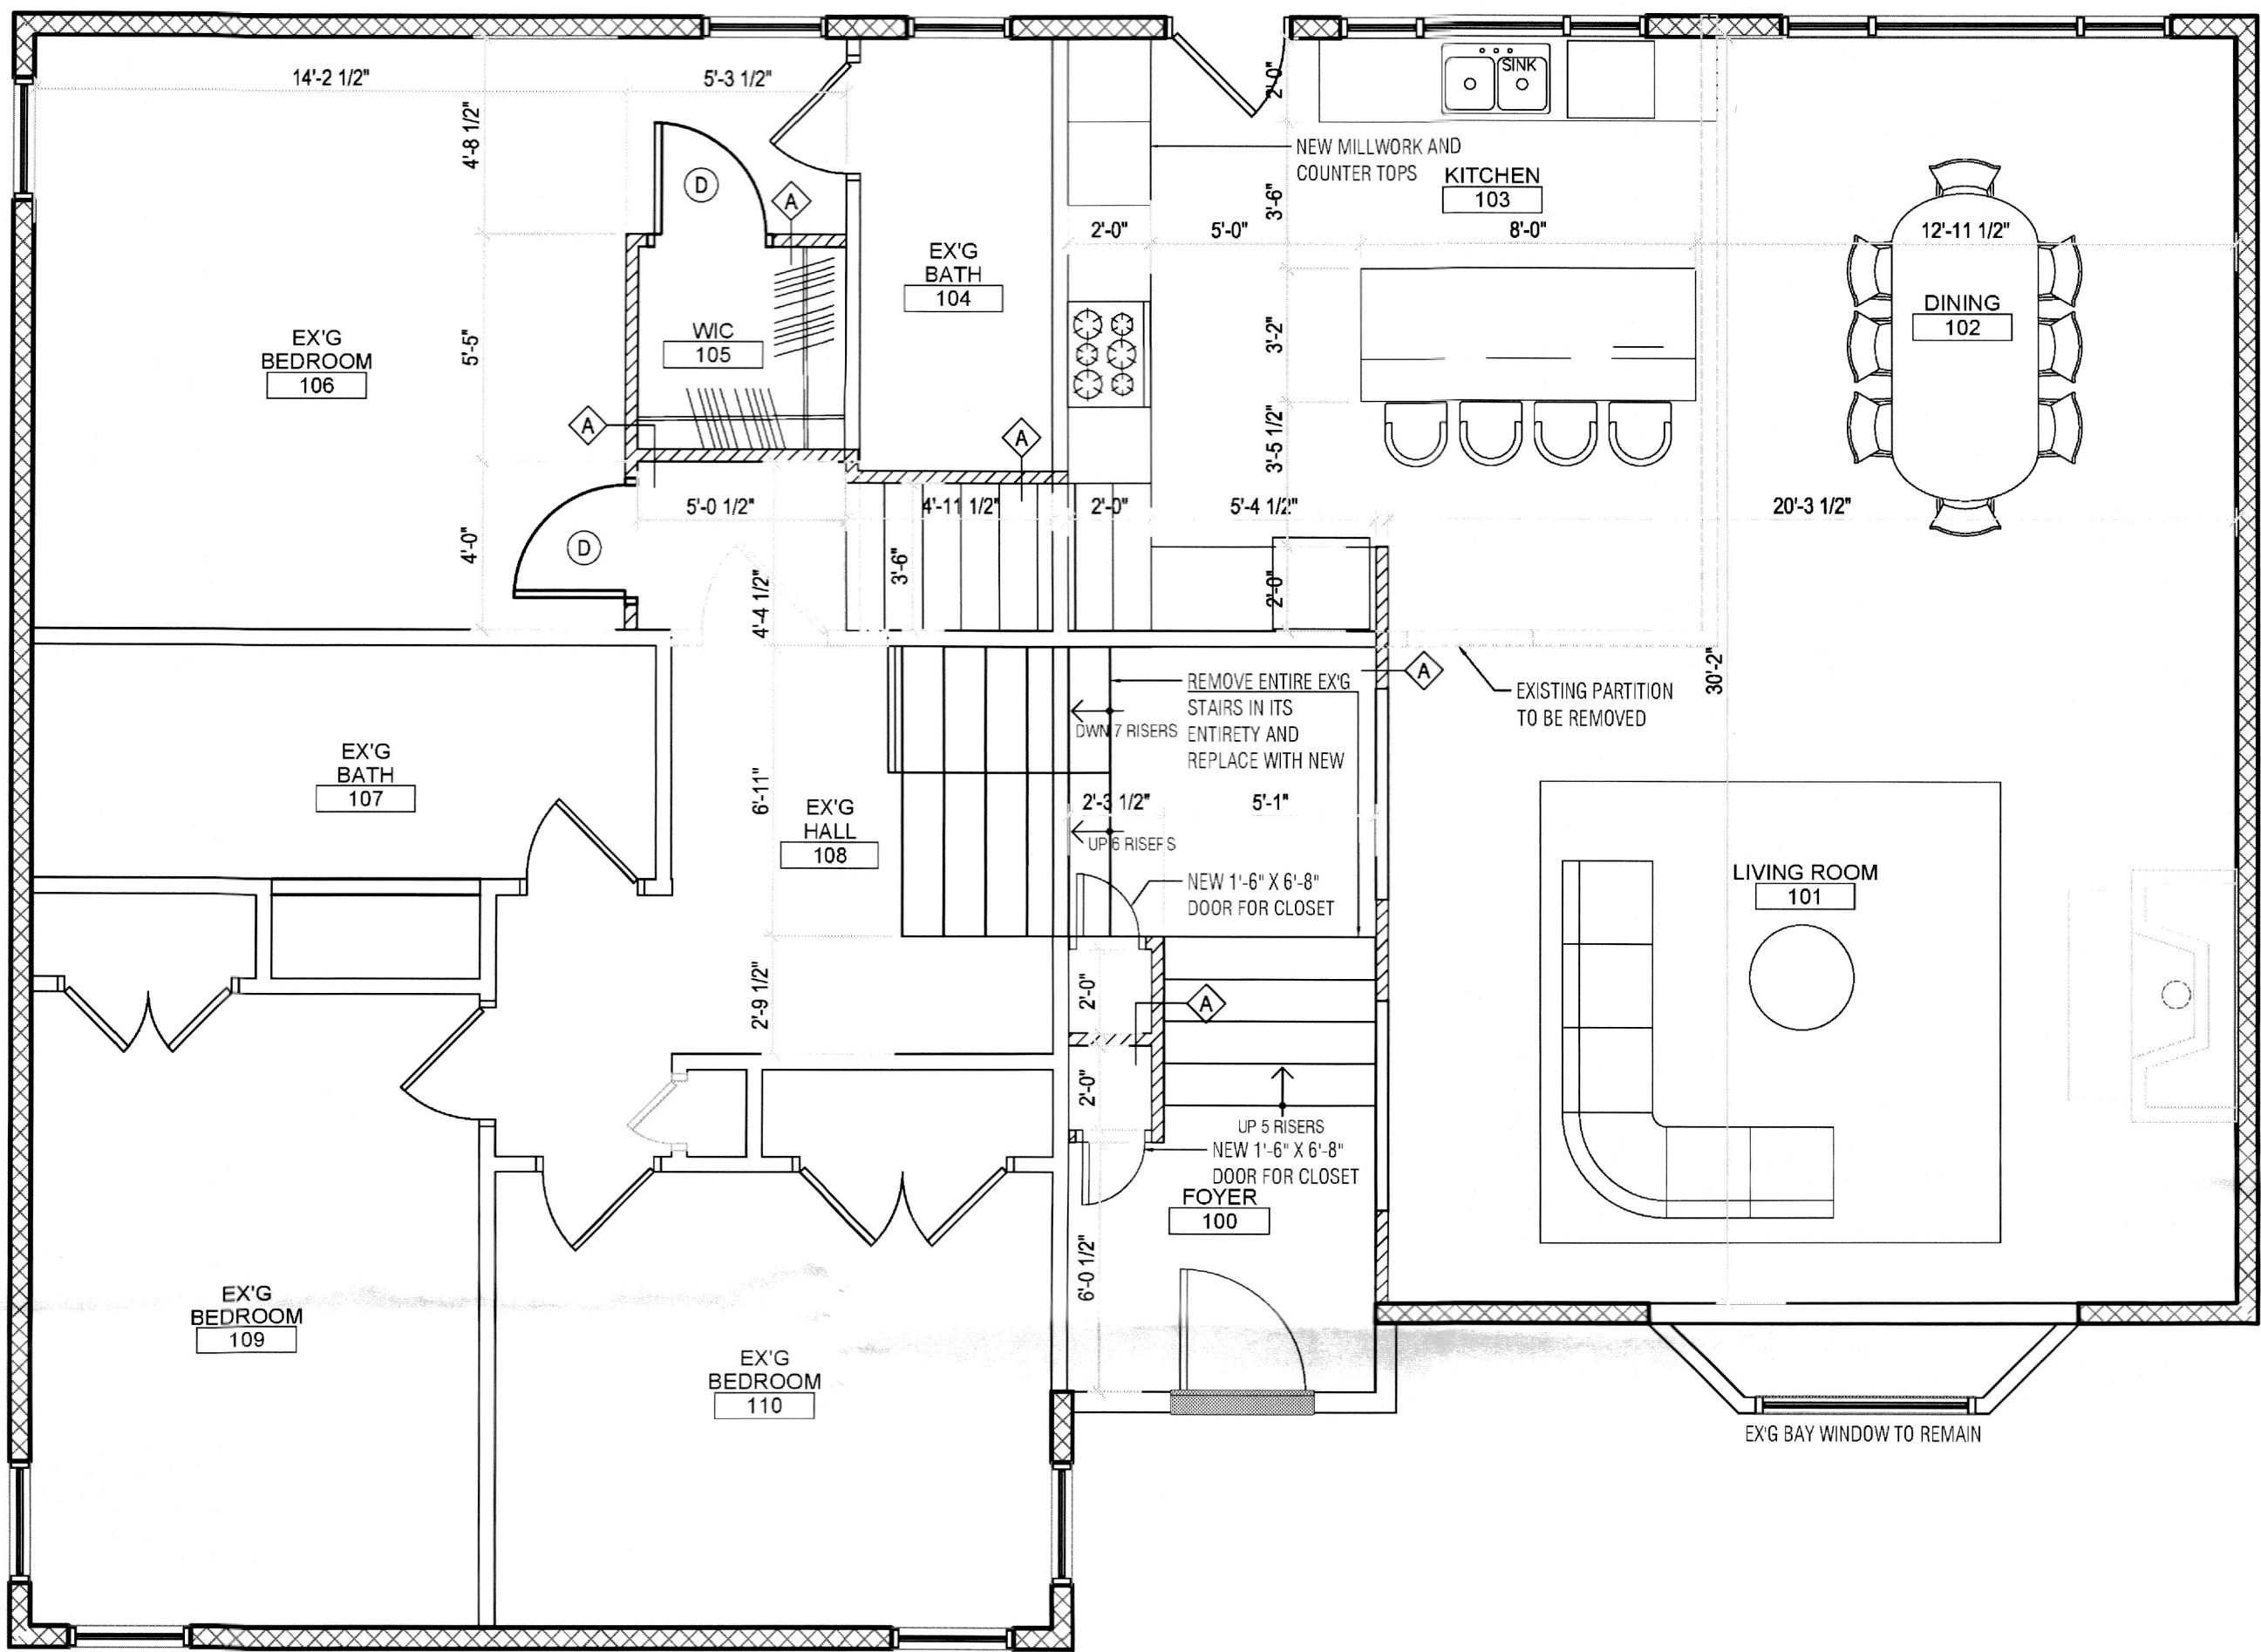 14'-2 1/2"
5'-3 1/2"
4'-8 1/2"
2'-0"
SINK
D
A
NEW MILLWORK AND
COUNTER TOPS
KITCHEN
103
3'-6"
2'-0"
5'-0"
8'-0"
12'-11 1/2"
EX'G
BATH
104
DINING
102
EX'G
BEDROOM
106
5'-5"
WIC
105
3'-2"
A
A
3'-5 1/2"
5'-0 1/2"
4'-11 1/2"
2'-0"
5'-4 1/2"
20'-3 1/2"
4'-0"
D
4'-4 1/2"
3'-6"
2'-0"
A
30'-2"
EXISTING PARTITION
TO BE REMOVED
REMOVE ENTIRE EX'G
STAIRS IN ITS
ENTIRETY AND
REPLACE WITH NEW
DWN 7 RISERS
EX'G
BATH
107
6'-11"
EX'G
HALL
108
2'-3 1/2"
5'-1"
UP 6 RISERS
NEW 1'-6" X 6'-8"
DOOR FOR CLOSET
LIVING ROOM
101
2'-9 1/2"
2'-0"
A
2'-0"
UP 5 RISERS
NEW 1'-6" X 6'-8"
DOOR FOR CLOSET
FOYER
100
6'-0 1/2"
EX'G
BEDROOM
109
EX'G
BEDROOM
110
EX'G BAY WINDOW TO REMAIN